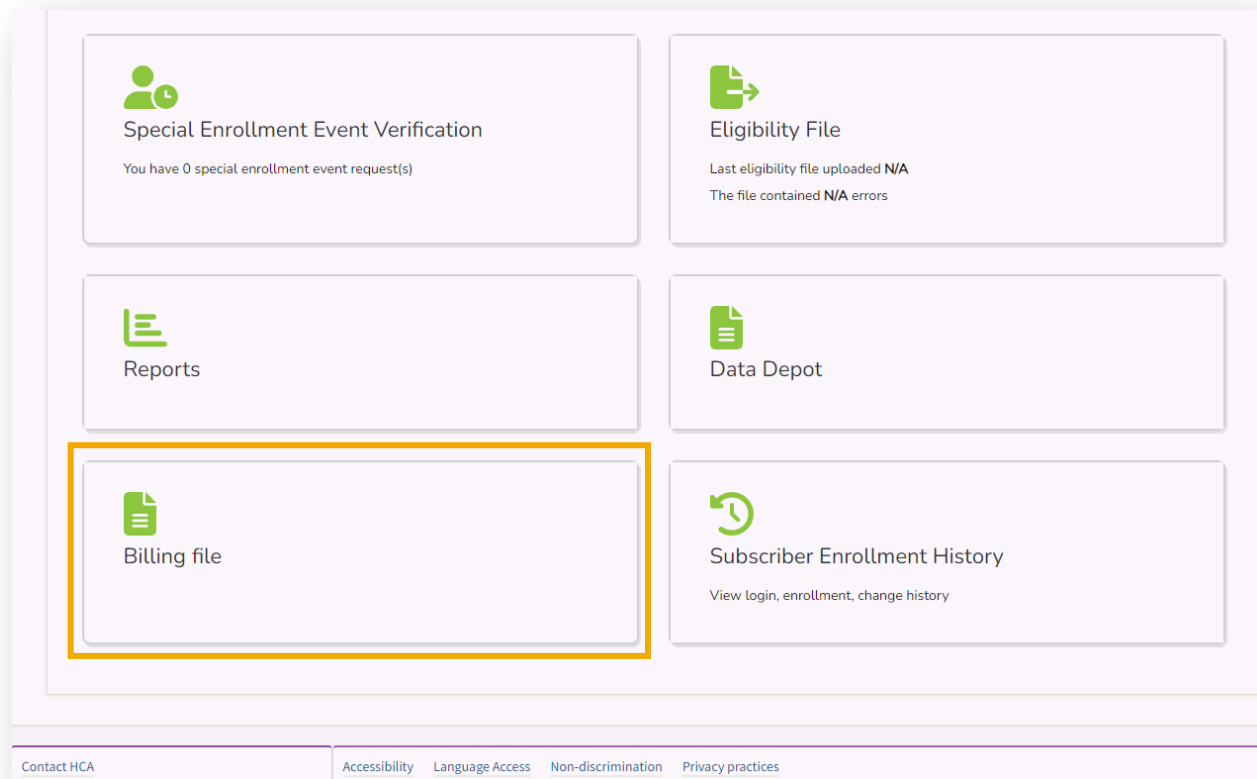 Special Enrollment Event Verification
You have 0 special enrollment event request(s)
Eligibility File
Last eligibility file uploaded N/A
The file contained N/A errors
Reports
Data Depot
Billing file
Subscriber Enrollment History
View login, enrollment, change history
Contact HCA
Accessibility Language Access Non-discrimination Privacy practices